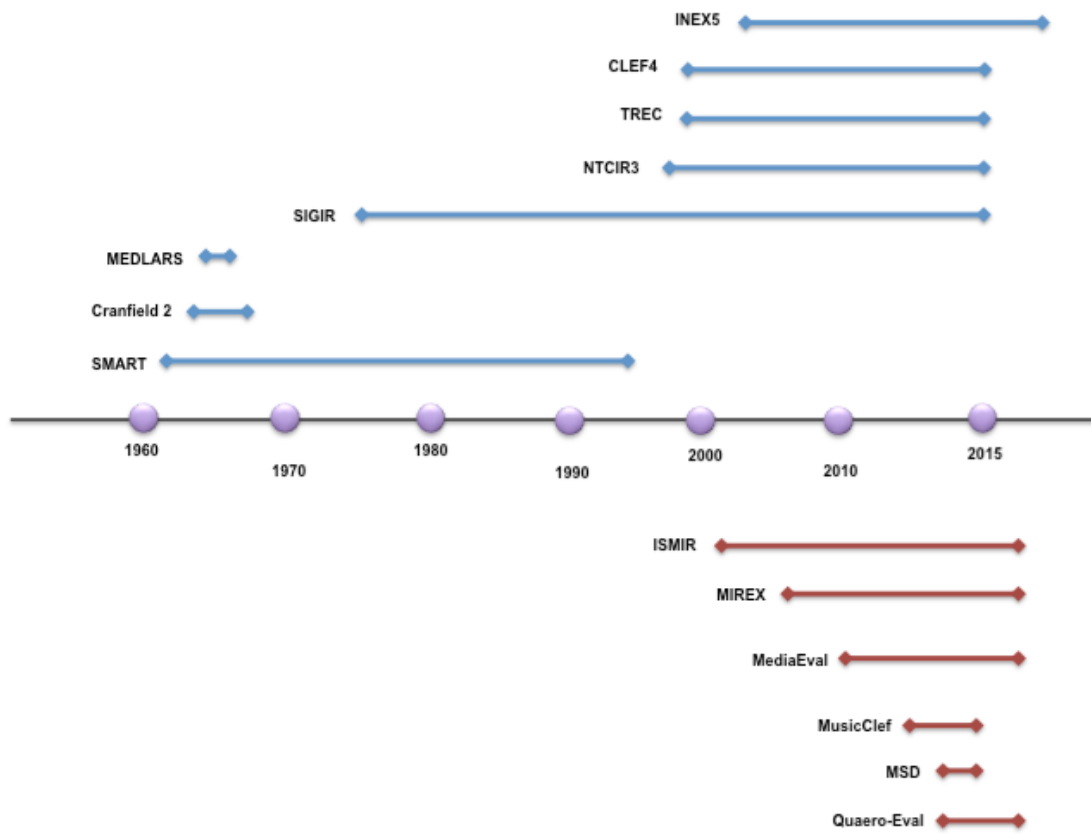 INEX5
CLEF4
TREC
NTCIR3
SIGIR
MEDLARS
Cranfield 2
SMART
1960
1970
1980
1990
2000
2010
2015
ISMIR
MIREX
MediaEval
MusicClef
MSD
Quaero-Eval